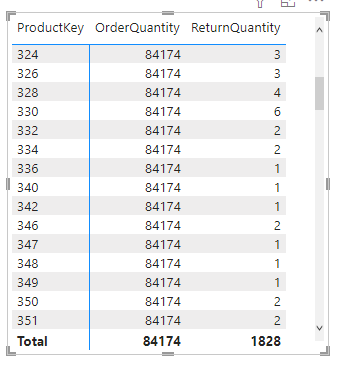 ProductKey OrderQuantity ReturnQuantity
324 84174 3
326 84174 3
328 84174 4
330 84174 6
332 84174 2
334 84174 2
336 84174 1
340 84174 1
342 84174 1
346 84174 2
347 84174 1
348 84174 1
349 84174 1
350 84174 2
351 84174 2
Total 84174 1828